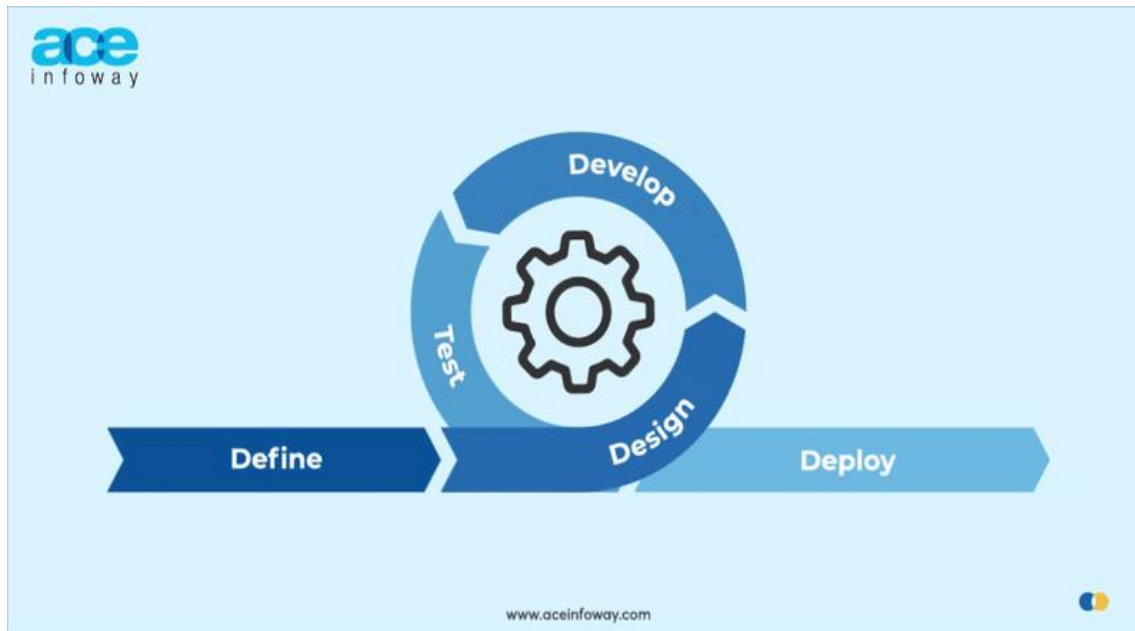 ace
infoway
Develop
Test
Design
Define
Deploy
www.aceinfoway.com